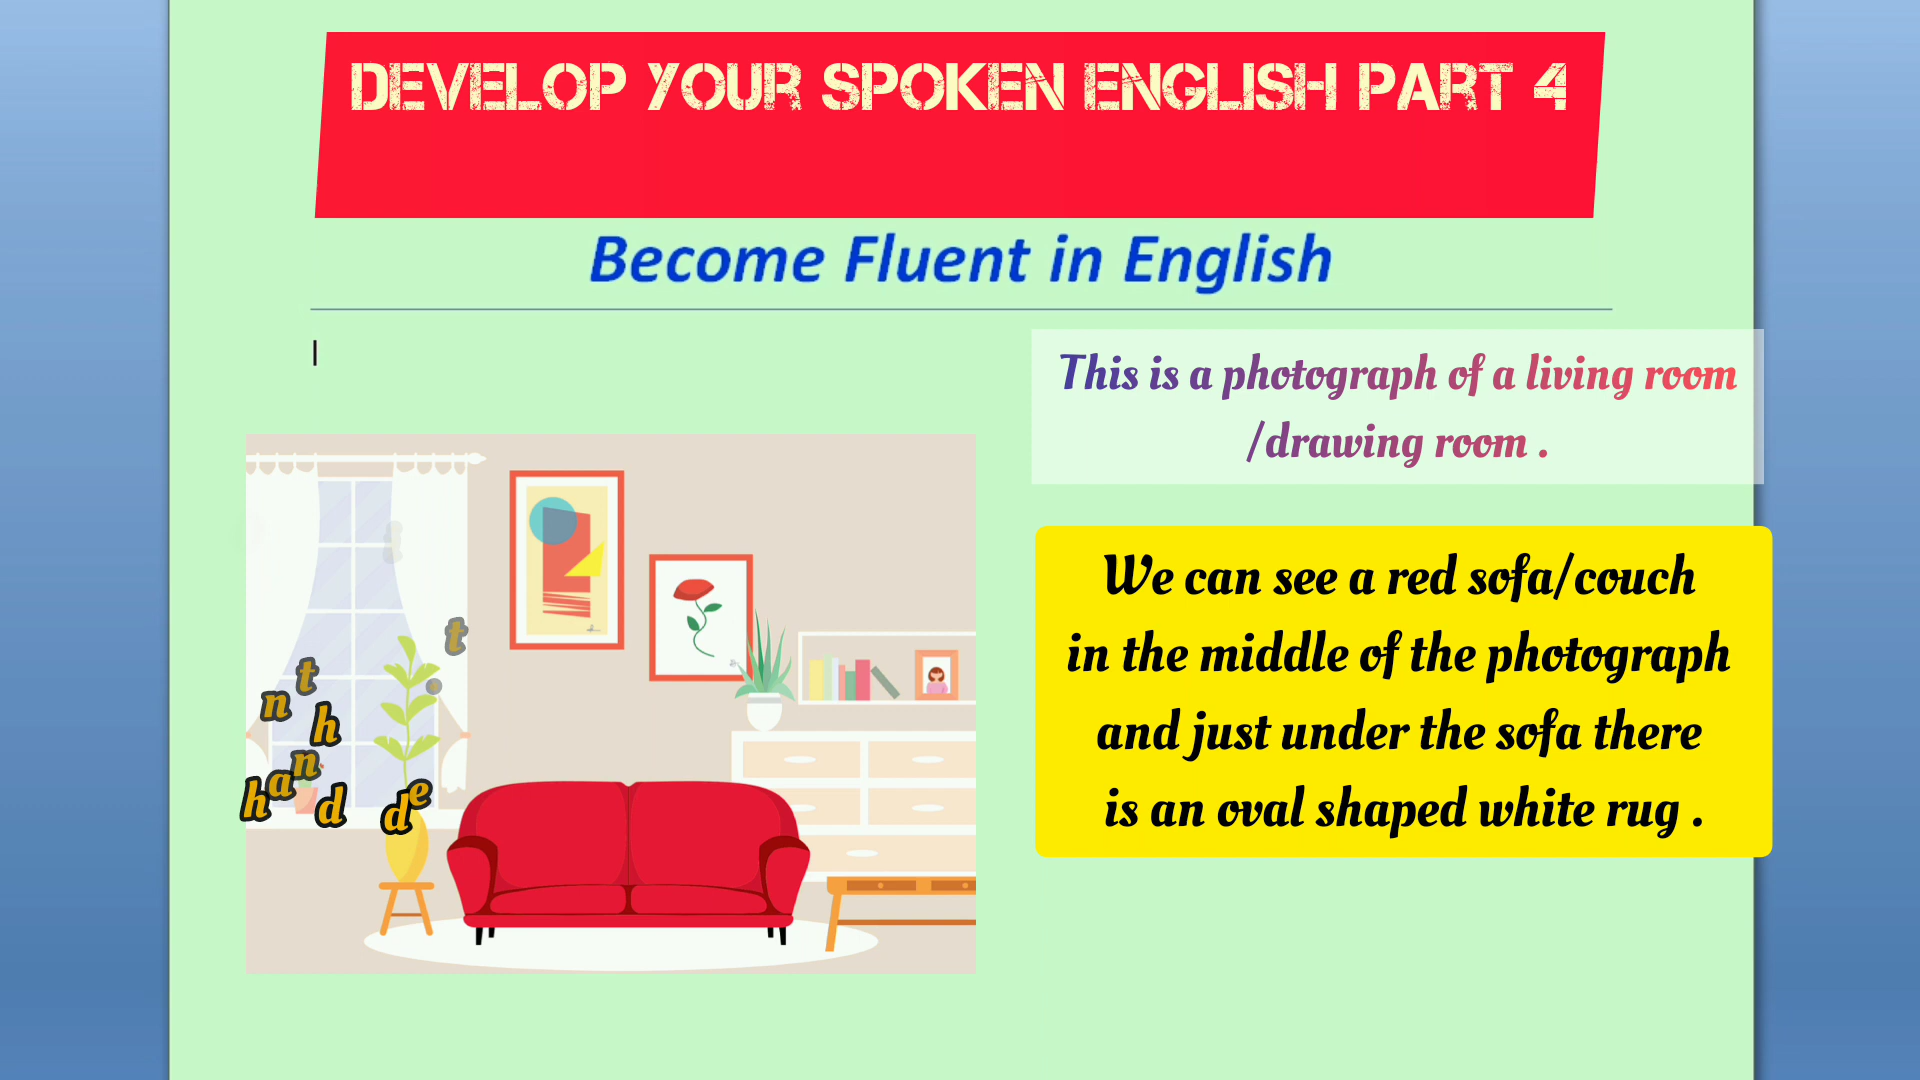 DEVELOP YOUR SPOKEN ENGLISH PART 4
Become Fluent in English
This is a photograph of a living room
/drawing room .
We can see a red sofa/couch
in the middle of the photograph
and just under the sofa there
is an oval shaped white rug .